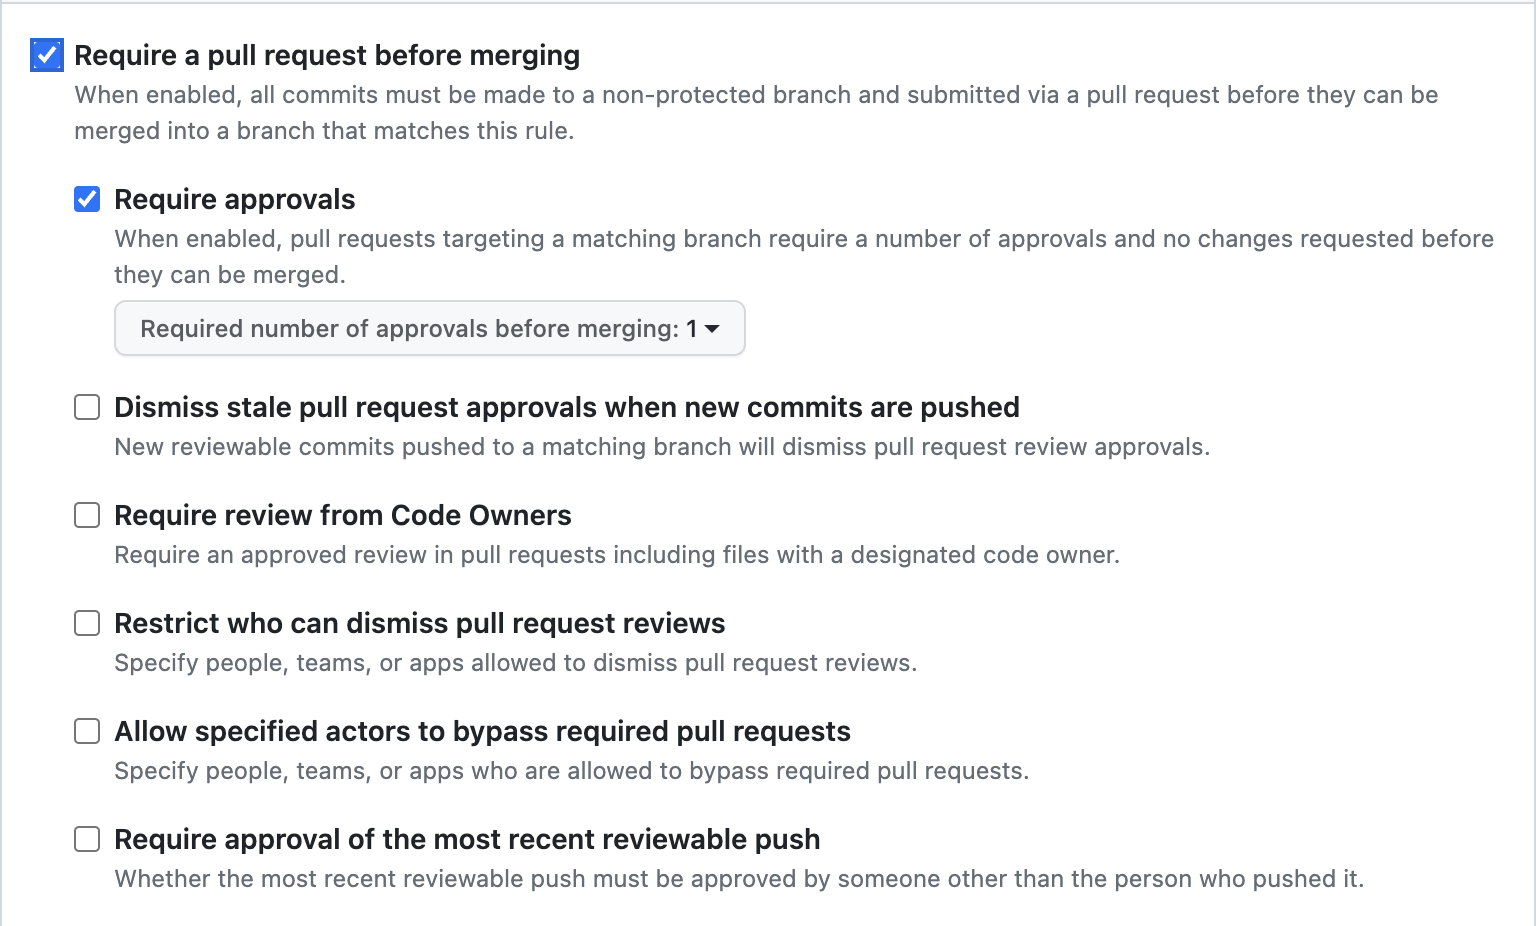 Require a pull request before merging
When enabled, all commits must be made to a non-protected branch and submitted via a pull request before they can be
merged into a branch that matches this rule.
Require approvals
When enabled, pull requests targeting a matching branch require a number of approvals and no changes requested before
they can be merged.
Required number of approvals before merging: 1
Dismiss stale pull request approvals when new commits are pushed
New reviewable commits pushed to a matching branch will dismiss pull request review approvals.
Require review from Code Owners
Require an approved review in pull requests including files with a designated code owner.
Restrict who can dismiss pull request reviews
Specify people, teams, or apps allowed to dismiss pull request reviews.
Allow specified actors to bypass required pull requests
Specify people, teams, or apps who are allowed to bypass required pull requests.
Require approval of the most recent reviewable push
Whether the most recent reviewable push must be approved by someone other than the person who pushed it.